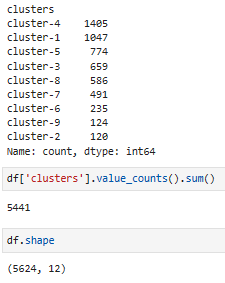 clusters
cluster-4    1405
cluster-1    1047
cluster-5     774
cluster-3     659
cluster-8     586
cluster-7     491
cluster-6     235
cluster-9     124
cluster-2     120
Name: count, dtype: int64
df['clusters'].value_counts().sum()
5441
df.shape
(5624, 12)